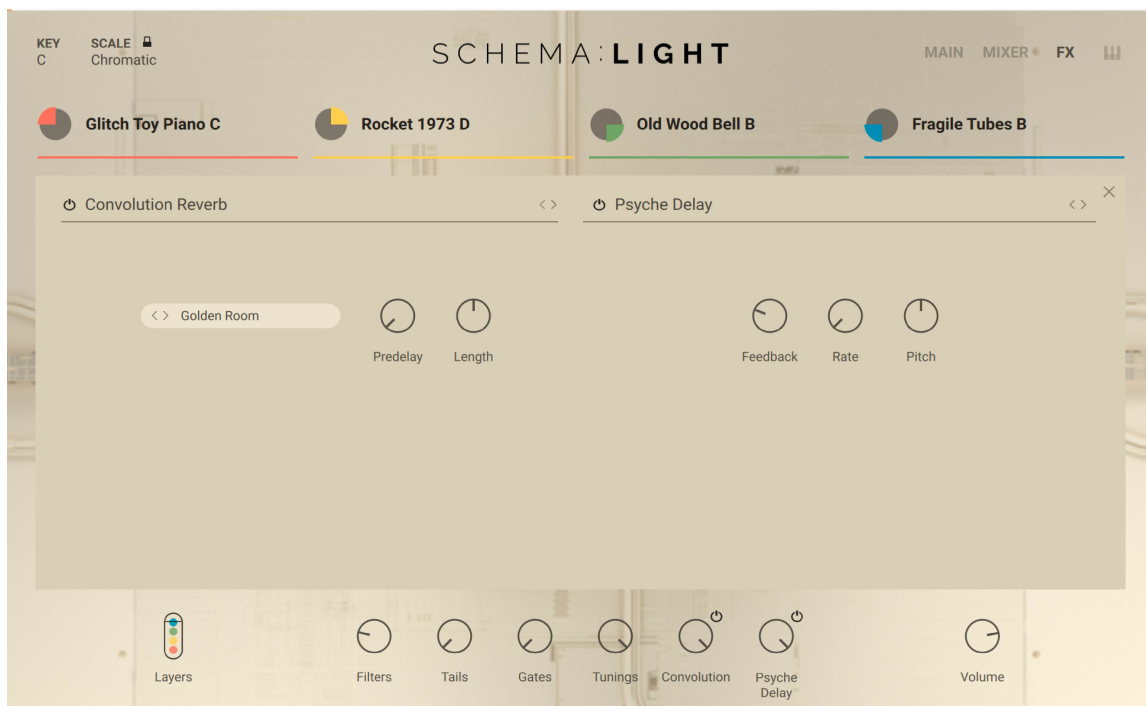 KEY
SCALE
C
Chromatic
SCHEMA:LIGHT
MAIN
MIXER
FX
Glitch Toy Piano C
Rocket 1973 D
Old Wood Bell B
Fragile Tubes B
Convolution Reverb
Psyche Delay
Golden Room
Predelay
Length
Feedback
Rate
Pitch
Layers
Filters
Tails
Gates
Tunings
Convolution
Psyche
Delay
Volume